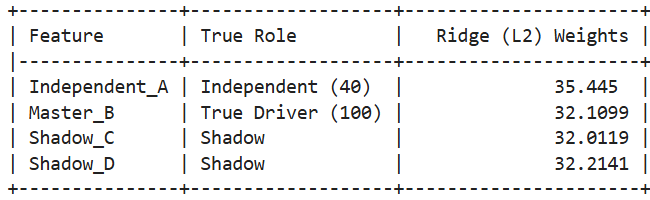 +---------------+-------------------+----------------------+
| Feature       | True Role         |   Ridge (L2) Weights |
|---------------+-------------------+----------------------+
| Independent_A | Independent (40)  |              35.445  |
| Master_B      | True Driver (100) |              32.1099 |
| Shadow_C      | Shadow            |              32.0119 |
| Shadow_D      | Shadow            |              32.2141 |
+---------------+-------------------+----------------------+